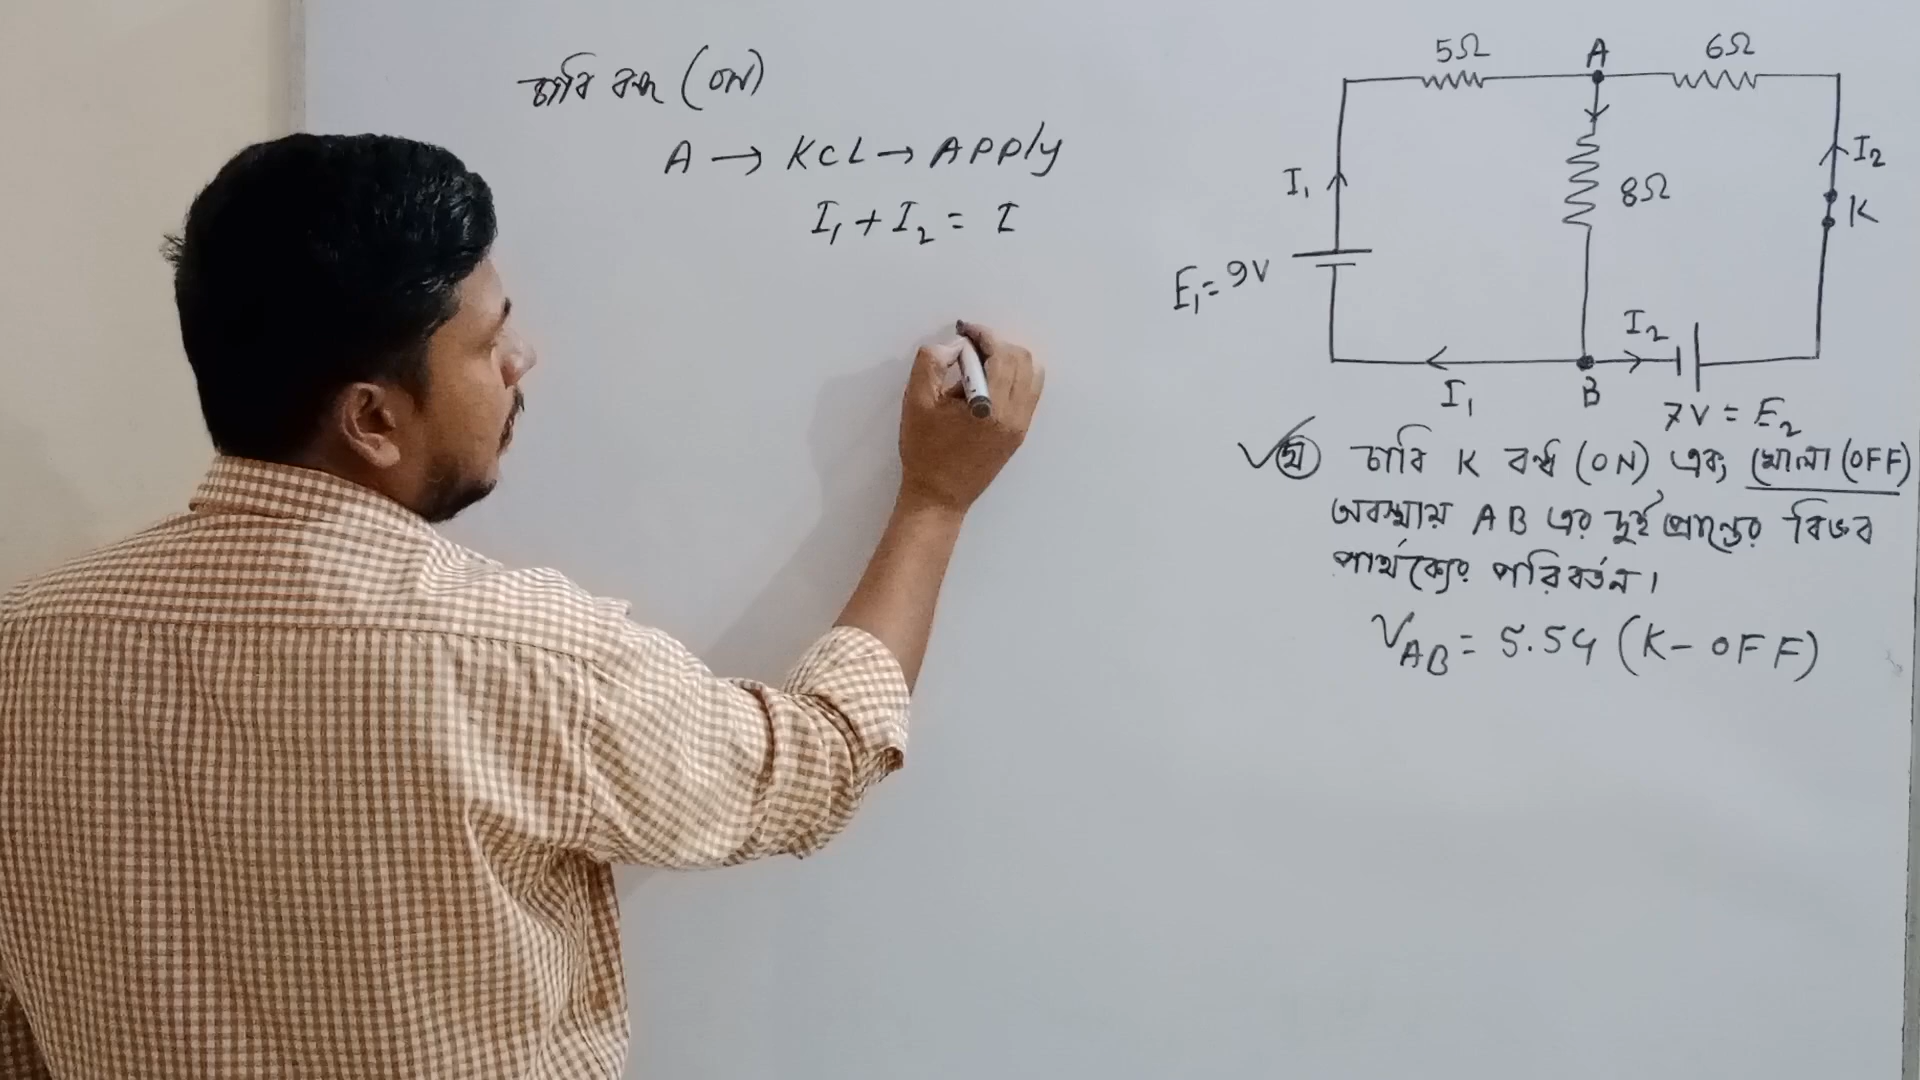 চাবি বন্ধ (ON)
A → KCL → APPly
I₁ + I₂ = I
5Ω
A
6Ω
I₁
8Ω
I₂
K
E₁ = 9V
I₂
I₁
B
7V = E₂
ঘ চাবি K বন্ধ (ON) এবং খোলা (OFF)
অবস্থায় AB এর দুই প্রান্তের বিভব
পার্থক্যের পরিবর্তন।
V_AB = 5.54 (K - OFF)